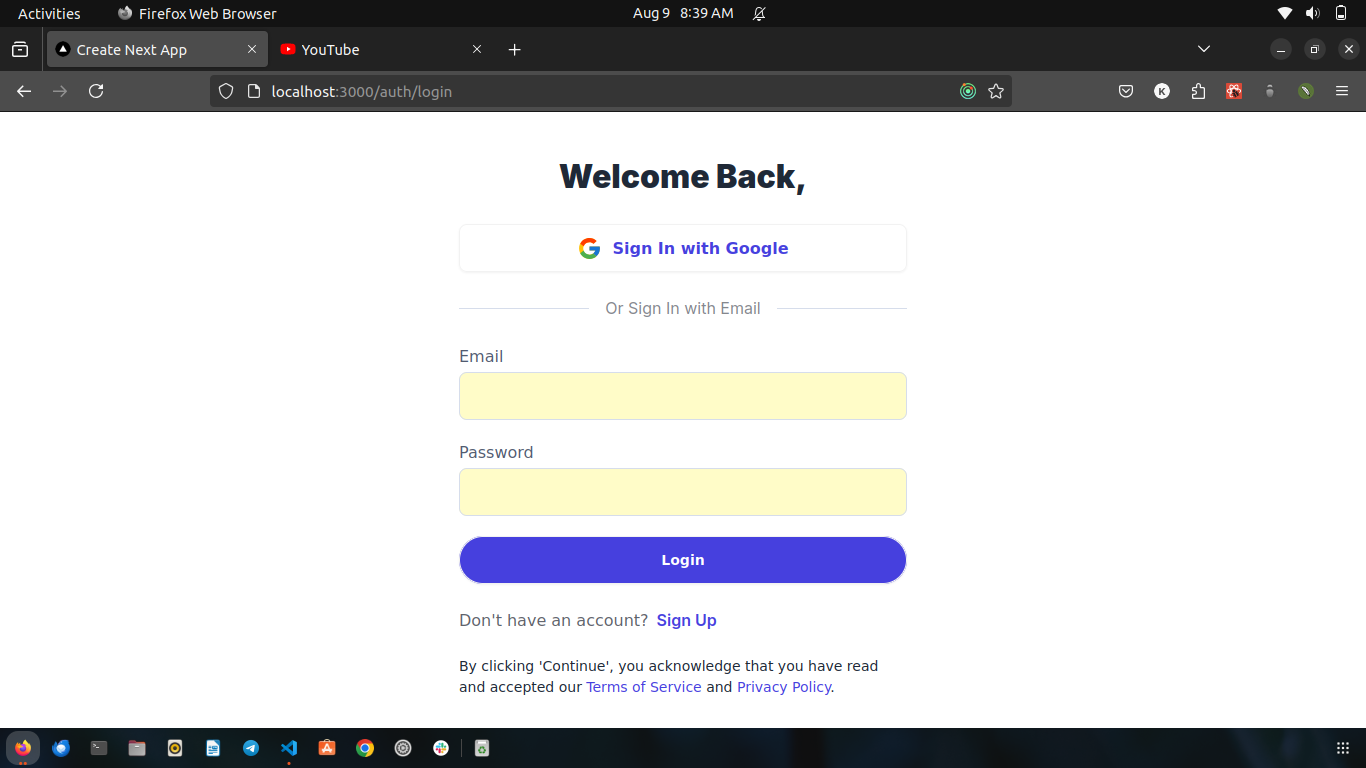 Activities Firefox Web Browser Aug 9 8:39 AM
Create Next App YouTube
localhost:3000/auth/login K
Welcome Back,
Sign In with Google
Or Sign In with Email
Email
Password
Login
Don't have an account? Sign Up
By clicking 'Continue', you acknowledge that you have read
and accepted our Terms of Service and Privacy Policy.